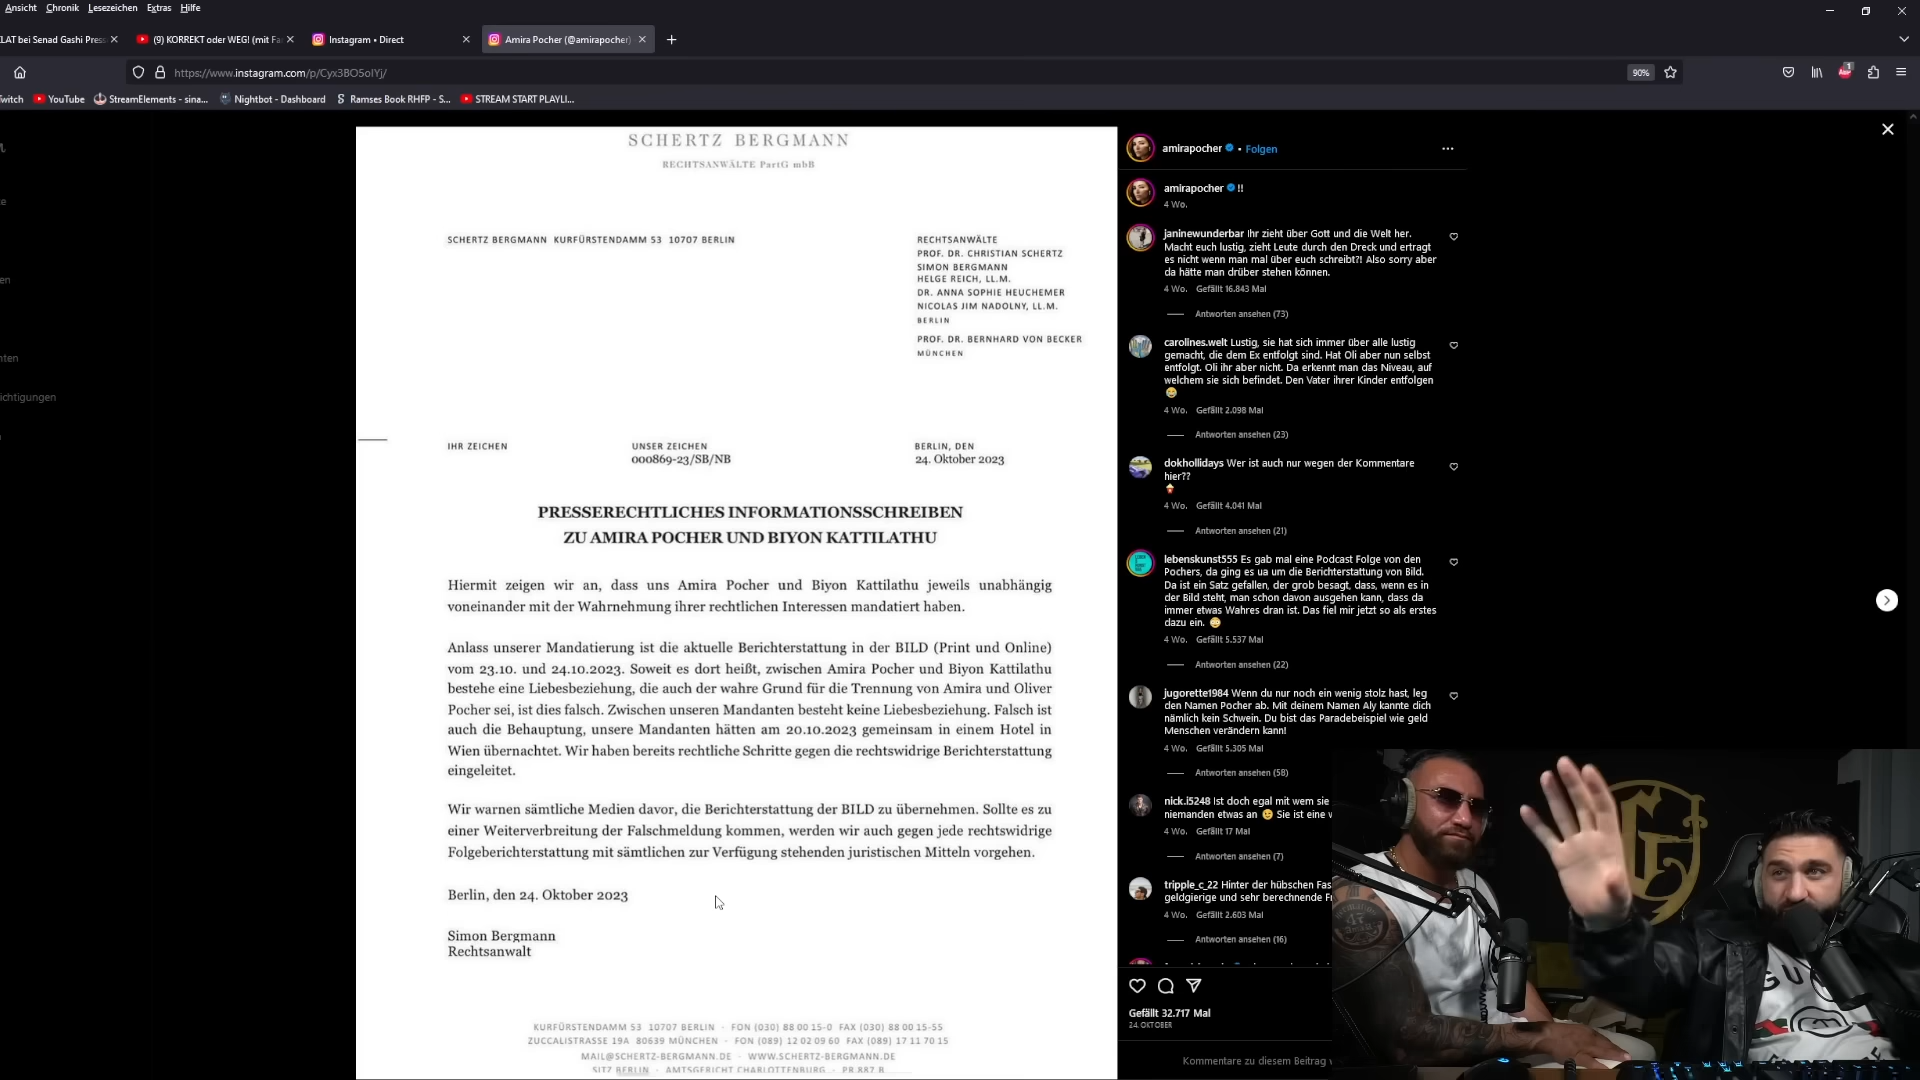 Ansicht Chronik Lesezeichen Extras Hilfe
LAT bei Senad Gashi Pres
(9) KORREKT oder WEG! (mit Fa
Instagram • Direct
Amira Pocher (@amirapocher)
https://www.instagram.com/p/Cyx3BO5oIYj/
90%
1
Twitch YouTube StreamElements - sina... Nightbot - Dashboard Ramses Book RHFP - S... STREAM START PLAYLI...
ichtigungen
SCHERTZ BERGMANN
RECHTSANWÄLTE PartG mbB
SCHERTZ BERGMANN KURFÜRSTENDAMM 53 10707 BERLIN
RECHTSANWÄLTE
PROF. DR. CHRISTIAN SCHERTZ
SIMON BERGMANN
HELGE REICH, LL.M.
DR. ANNA SOPHIE HEUCHEMER
NICOLAS JIM NADOLNY, LL.M.
BERLIN
PROF. DR. BERNHARD VON BECKER
MÜNCHEN
IHR ZEICHEN
UNSER ZEICHEN
000869-23/SB/NB
BERLIN, DEN
24. Oktober 2023
PRESSERECHTLICHES INFORMATIONSSCHREIBEN
ZU AMIRA POCHER UND BIYON KATTILATHU
Hiermit zeigen wir an, dass uns Amira Pocher und Biyon Kattilathu jeweils unabhängig
voneinander mit der Wahrnehmung ihrer rechtlichen Interessen mandatiert haben.
Anlass unserer Mandatierung ist die aktuelle Berichterstattung in der BILD (Print und Online)
vom 23.10. und 24.10.2023. Soweit es dort heißt, zwischen Amira Pocher und Biyon Kattilathu
bestehe eine Liebesbeziehung, die auch der wahre Grund für die Trennung von Amira und Oliver
Pocher sei, ist dies falsch. Zwischen unseren Mandanten besteht keine Liebesbeziehung. Falsch ist
auch die Behauptung, unsere Mandanten hätten am 20.10.2023 gemeinsam in einem Hotel in
Wien übernachtet. Wir haben bereits rechtliche Schritte gegen die rechtswidrige Berichterstattung
eingeleitet.
Wir warnen sämtliche Medien davor, die Berichterstattung der BILD zu übernehmen. Sollte es zu
einer Weiterverbreitung der Falschmeldung kommen, werden wir auch gegen jede rechtswidrige
Folgeberichterstattung mit sämtlichen zur Verfügung stehenden juristischen Mitteln vorgehen.
Berlin, den 24. Oktober 2023
Simon Bergmann
Rechtsanwalt
KURFÜRSTENDAMM 53 10707 BERLIN · FON (030) 88 00 15-0 FAX (030) 88 00 15-55
ZUCCALISTRASSE 19A 80639 MÜNCHEN · FON (089) 12 02 09 60 FAX (089) 17 11 70 15
MAIL@SCHERTZ-BERGMANN.DE · WWW.SCHERTZ-BERGMANN.DE
SITZ BERLIN · AMTSGERICHT CHARLOTTENBURG · PR 887 B
amirapocher • Folgen
amirapocher !!
4 Wo.
janinewunderbar Ihr zieht über Gott und die Welt her.
Macht euch lustig, zieht Leute durch den Dreck und ertragt
es nicht wenn man mal über euch schreibt?! Also sorry aber
da hätte man drüber stehen können.
4 Wo. Gefällt 16.843 Mal
Antworten ansehen (73)
carolines.welt Lustig, sie hat sich immer über alle lustig
gemacht, die dem Ex entfolgt sind. Hat Oli aber nun selbst
entfolgt. Oli ihr aber nicht. Da erkennt man das Niveau, auf
welchem sie sich befindet. Den Vater ihrer Kinder entfolgen
😂
4 Wo. Gefällt 2.098 Mal
Antworten ansehen (23)
dokhollidays Wer ist auch nur wegen der Kommentare
hier??
🍿
4 Wo. Gefällt 4.041 Mal
Antworten ansehen (21)
lebenskunst555 Es gab mal eine Podcast Folge von den
Pochers, da ging es ua um die Berichterstattung von Bild.
Da ist ein Satz gefallen, der grob besagt, dass, wenn es in
der Bild steht, man schon davon ausgehen kann, dass da
immer etwas Wahres dran ist. Das fiel mir jetzt so als erstes
dazu ein. 😳
4 Wo. Gefällt 5.537 Mal
Antworten ansehen (22)
jugorette1984 Wenn du nur noch ein wenig stolz hast, leg
den Namen Pocher ab. Mit deinem Namen Aly kannte dich
nämlich kein Schwein. Du bist das Paradebeispiel wie geld
Menschen verändern kann!
4 Wo. Gefällt 5.305 Mal
Antworten ansehen (58)
nick.i5248 Ist doch egal mit wem sie
niemanden etwas an 😉 Sie ist eine
4 Wo. Gefällt 17 Mal
Antworten ansehen (7)
tripple_c_22 Hinter der hübschen Fas
geldgierige und sehr berechnende F
4 Wo. Gefällt 2.603 Mal
Antworten ansehen (16)
Gefällt 32.717 Mal
24. OKTOBER
Kommentare zu diesem Beitrag